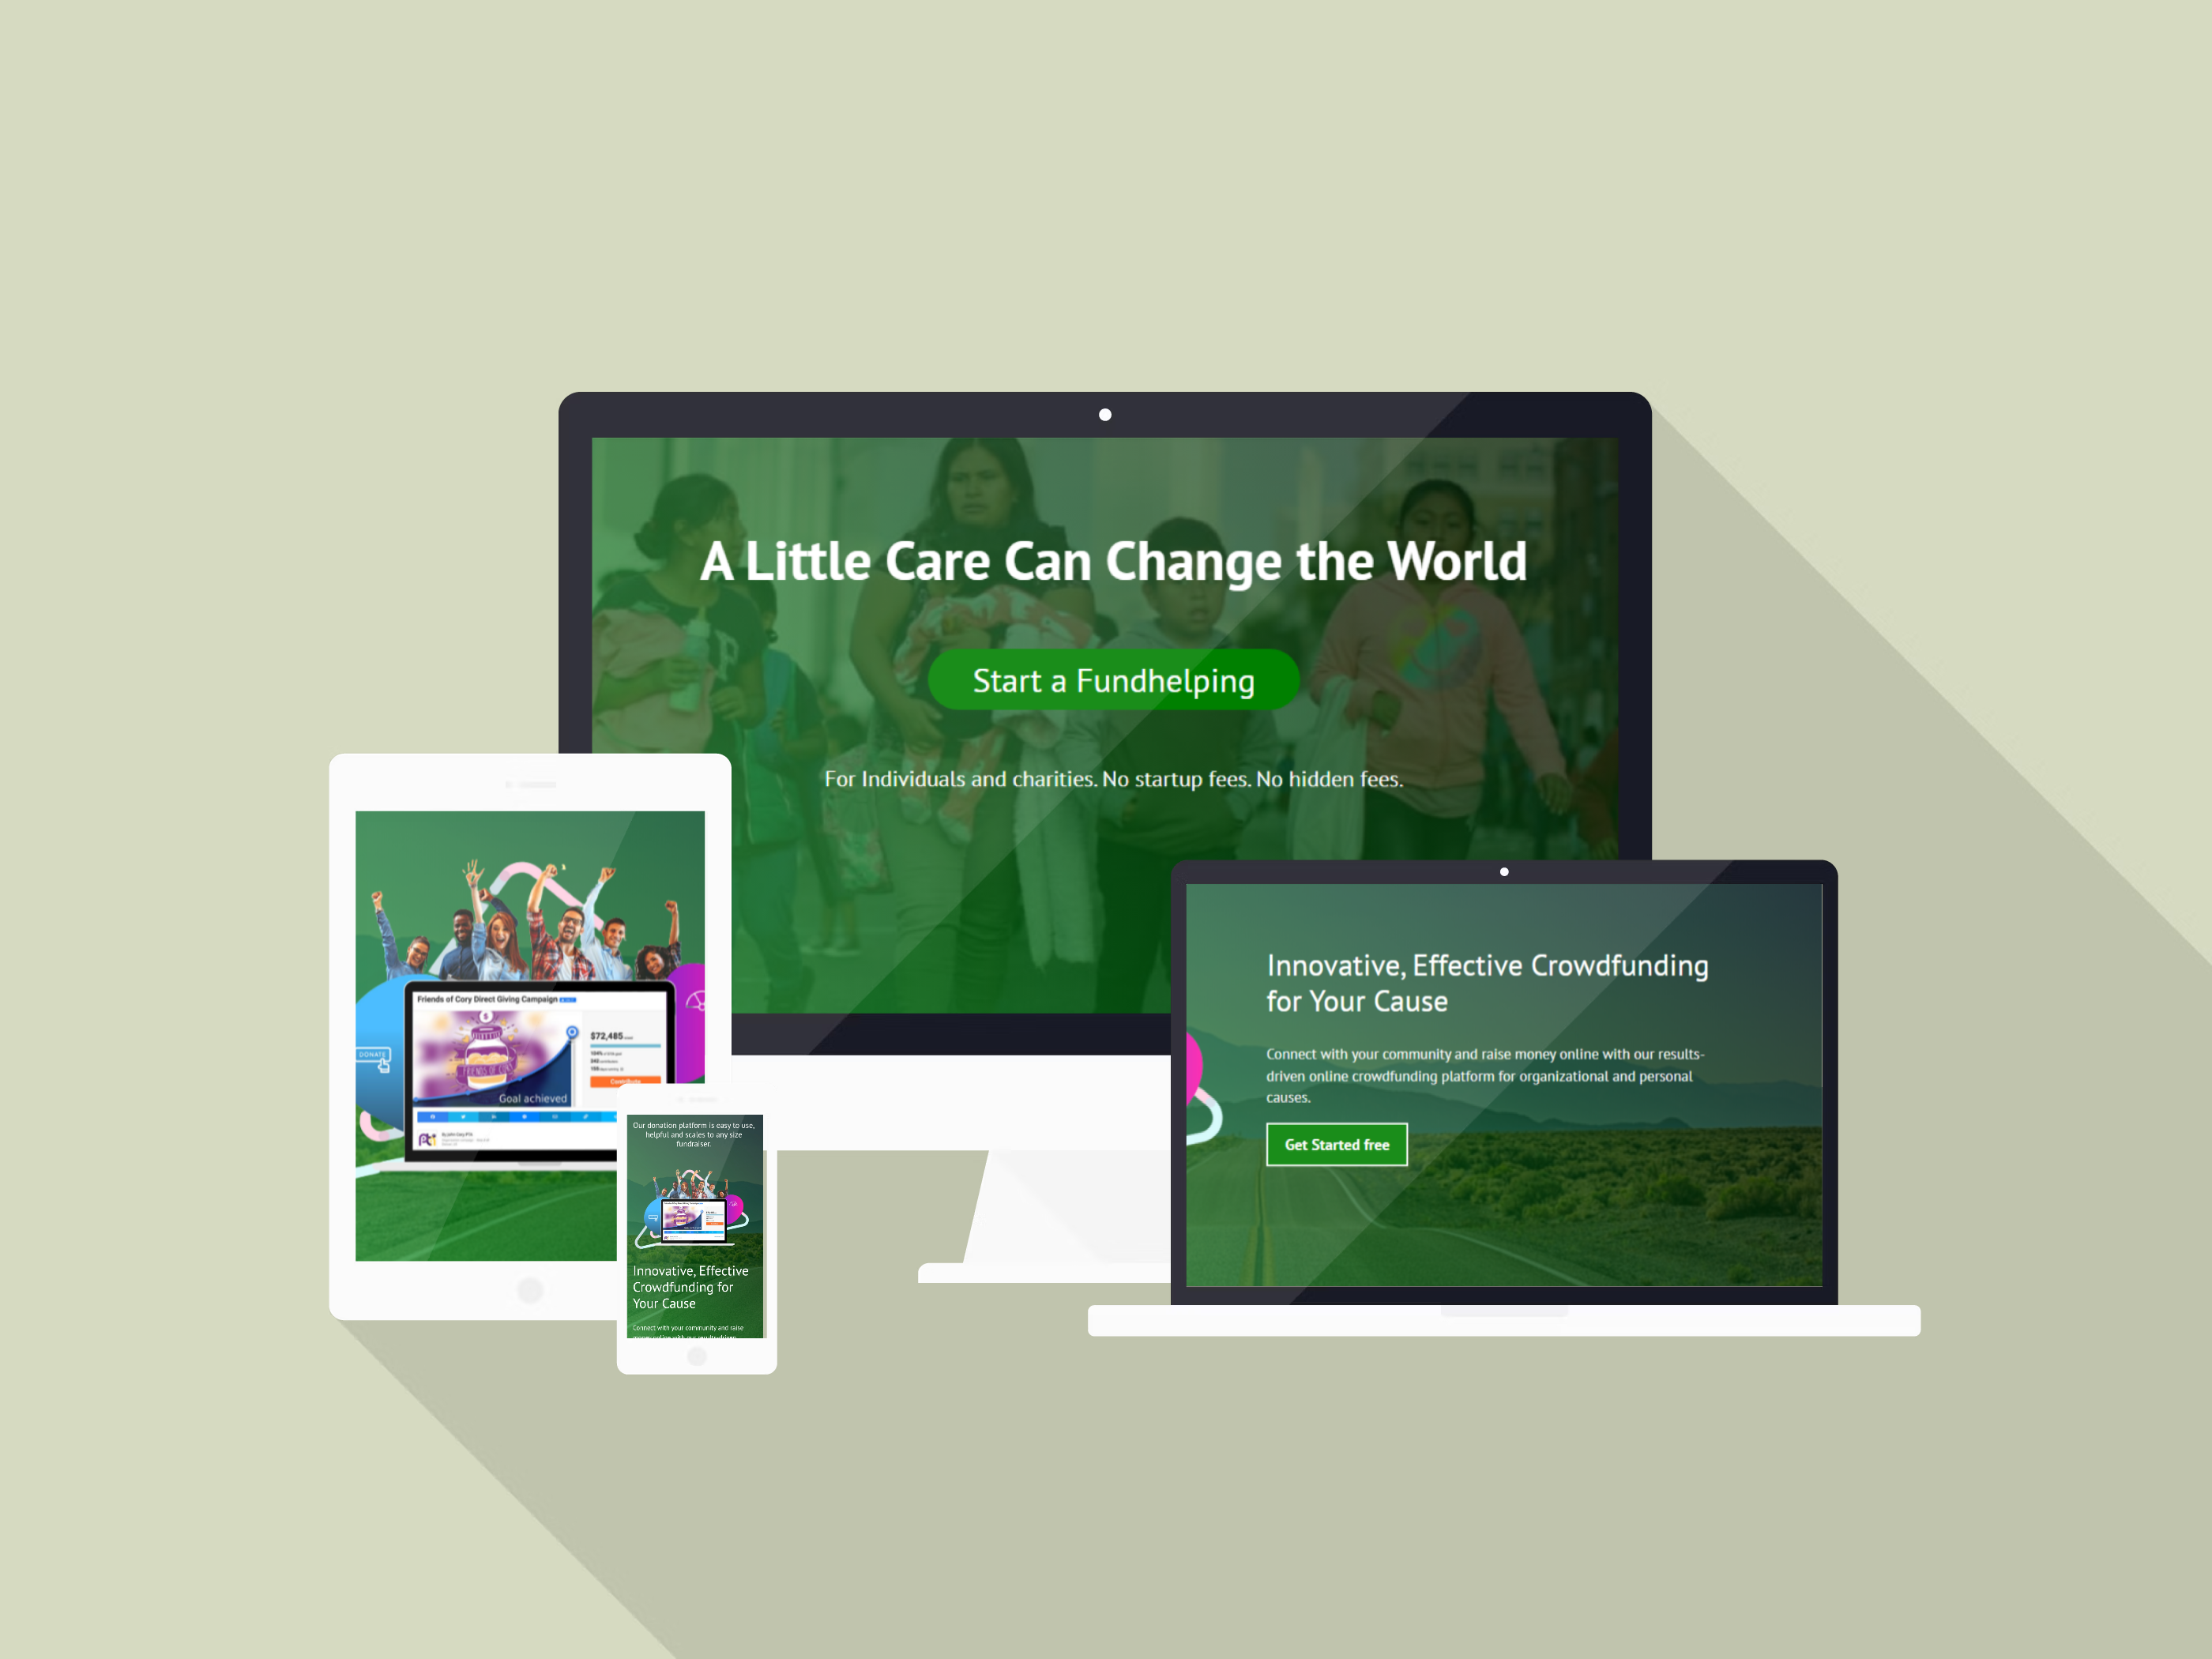 A Little Care Can Change the World
Start a Fundhelping
For Individuals and charities. No startup fees. No hidden fees.
DONATE
Friends of Cory Direct Giving Campaign
$
FRIENDS OF CORY
Goal achieved
$72,485
Contribute
Our donation platform is easy to use,
helpful and scales to any size
fundraiser.
Innovative, Effective
Crowdfunding for
Your Cause
Connect with your community and raise
Innovative, Effective Crowdfunding
for Your Cause
Connect with your community and raise money online with our results-
driven online crowdfunding platform for organizational and personal
causes.
Get Started free